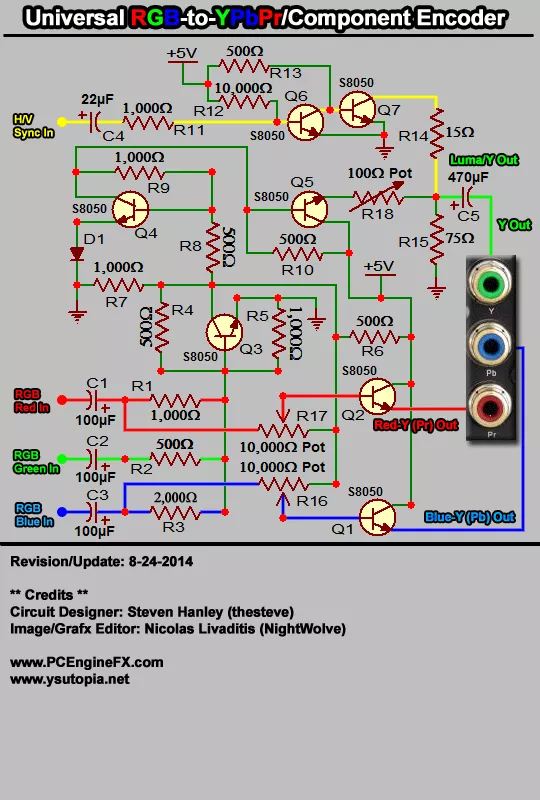 Universal RGB-to-YPbPr/Component Encoder
+5V
500Ω
R13
10,000Ω
R12
S8050
Q6
Q7
22µF
1,000Ω
H/V
Sync In
+
C4
R11
S8050
R14
15Ω
Luma/Y Out
1,000Ω
R9
S8050
Q4
Q5
S8050
100Ω Pot
R18
470µF
+
C5
Y Out
D1
R8
500Ω
500Ω
R10
R15
75Ω
+5V
1,000Ω
R7
R4
500Ω
R5
1,000Ω
S8050
Q3
500Ω
R6
Y
Pb
Pr
RGB
Red In
C1
+
100µF
R1
1,000Ω
R17
10,000Ω Pot
S8050
Q2
Red-Y (Pr) Out
RGB
Green In
C2
+
100µF
500Ω
R2
10,000Ω Pot
R16
RGB
Blue In
C3
+
100µF
2,000Ω
R3
S8050
Q1
Blue-Y (Pb) Out
Revision/Update: 8-24-2014
** Credits **
Circuit Designer: Steven Hanley (thesteve)
Image/Grafx Editor: Nicolas Livaditis (NightWolve)
www.PCEngineFX.com
www.ysutopia.net